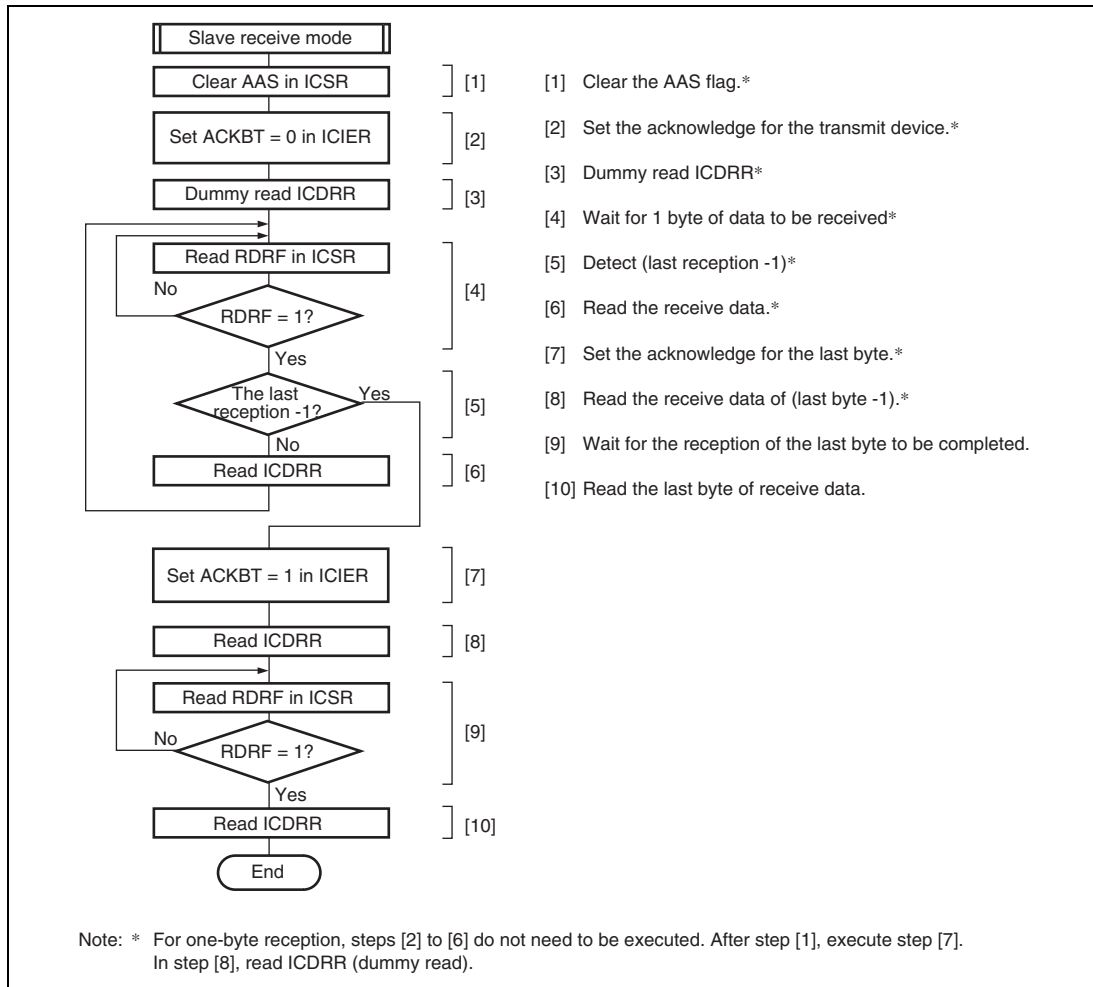 Slave receive mode
Clear AAS in ICSR
[1]
[1] Clear the AAS flag.*
Set ACKBT = 0 in ICIER
[2]
[2] Set the acknowledge for the transmit device.*
Dummy read ICDRR
[3]
[3] Dummy read ICDRR*
[4] Wait for 1 byte of data to be received*
Read RDRF in ICSR
[5] Detect (last reception -1)*
No
[4]
RDRF = 1?
[6] Read the receive data.*
Yes
[7] Set the acknowledge for the last byte.*
The last
reception -1?
Yes
[5]
[8] Read the receive data of (last byte -1).*
No
[9] Wait for the reception of the last byte to be completed.
Read ICDRR
[6]
[10] Read the last byte of receive data.
Set ACKBT = 1 in ICIER
[7]
Read ICDRR
[8]
Read RDRF in ICSR
No
RDRF = 1?
[9]
Yes
Read ICDRR
[10]
End
Note: * For one-byte reception, steps [2] to [6] do not need to be executed. After step [1], execute step [7].
In step [8], read ICDRR (dummy read).